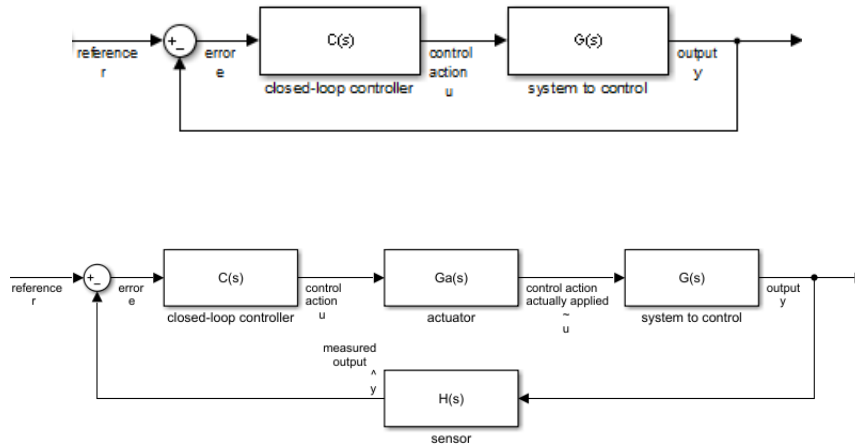 C(s)
G(s)
+
_
reference
r
error
e
control
action
u
output
y
closed-loop controller
system to control
C(s)
Ga(s)
G(s)
+
_
reference
r
error
e
control
action
u
control action
actually applied
~
u
output
y
closed-loop controller
actuator
system to control
measured
output
^
y
H(s)
sensor